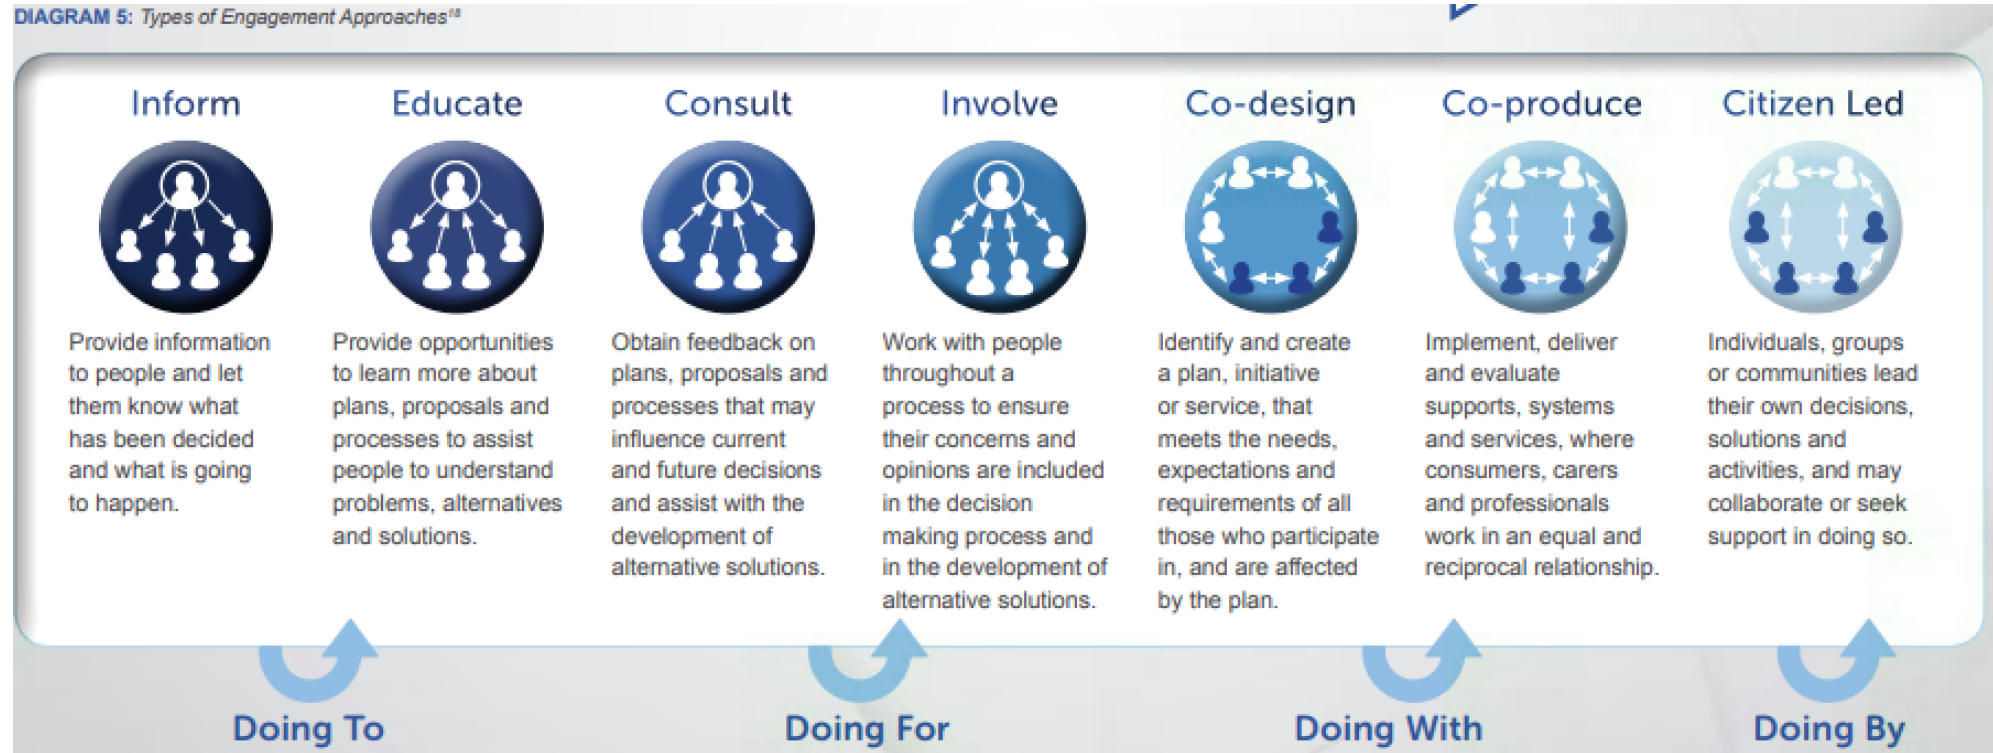 DIAGRAM 5: Types of Engagement Approaches¹⁸
Inform
Provide information
to people and let
them know what
has been decided
and what is going
to happen.
Educate
Provide opportunities
to learn more about
plans, proposals and
processes to assist
people to understand
problems, alternatives
and solutions.
Consult
Obtain feedback on
plans, proposals and
processes that may
influence current
and future decisions
and assist with the
development of
alternative solutions.
Involve
Work with people
throughout a
process to ensure
their concerns and
opinions are included
in the decision
making process and
in the development of
alternative solutions.
Co-design
Identify and create
a plan, initiative
or service, that
meets the needs,
expectations and
requirements of all
those who participate
in, and are affected
by the plan.
Co-produce
Implement, deliver
and evaluate
supports, systems
and services, where
consumers, carers
and professionals
work in an equal and
reciprocal relationship.
Citizen Led
Individuals, groups
or communities lead
their own decisions,
solutions and
activities, and may
collaborate or seek
support in doing so.
Doing To
Doing For
Doing With
Doing By